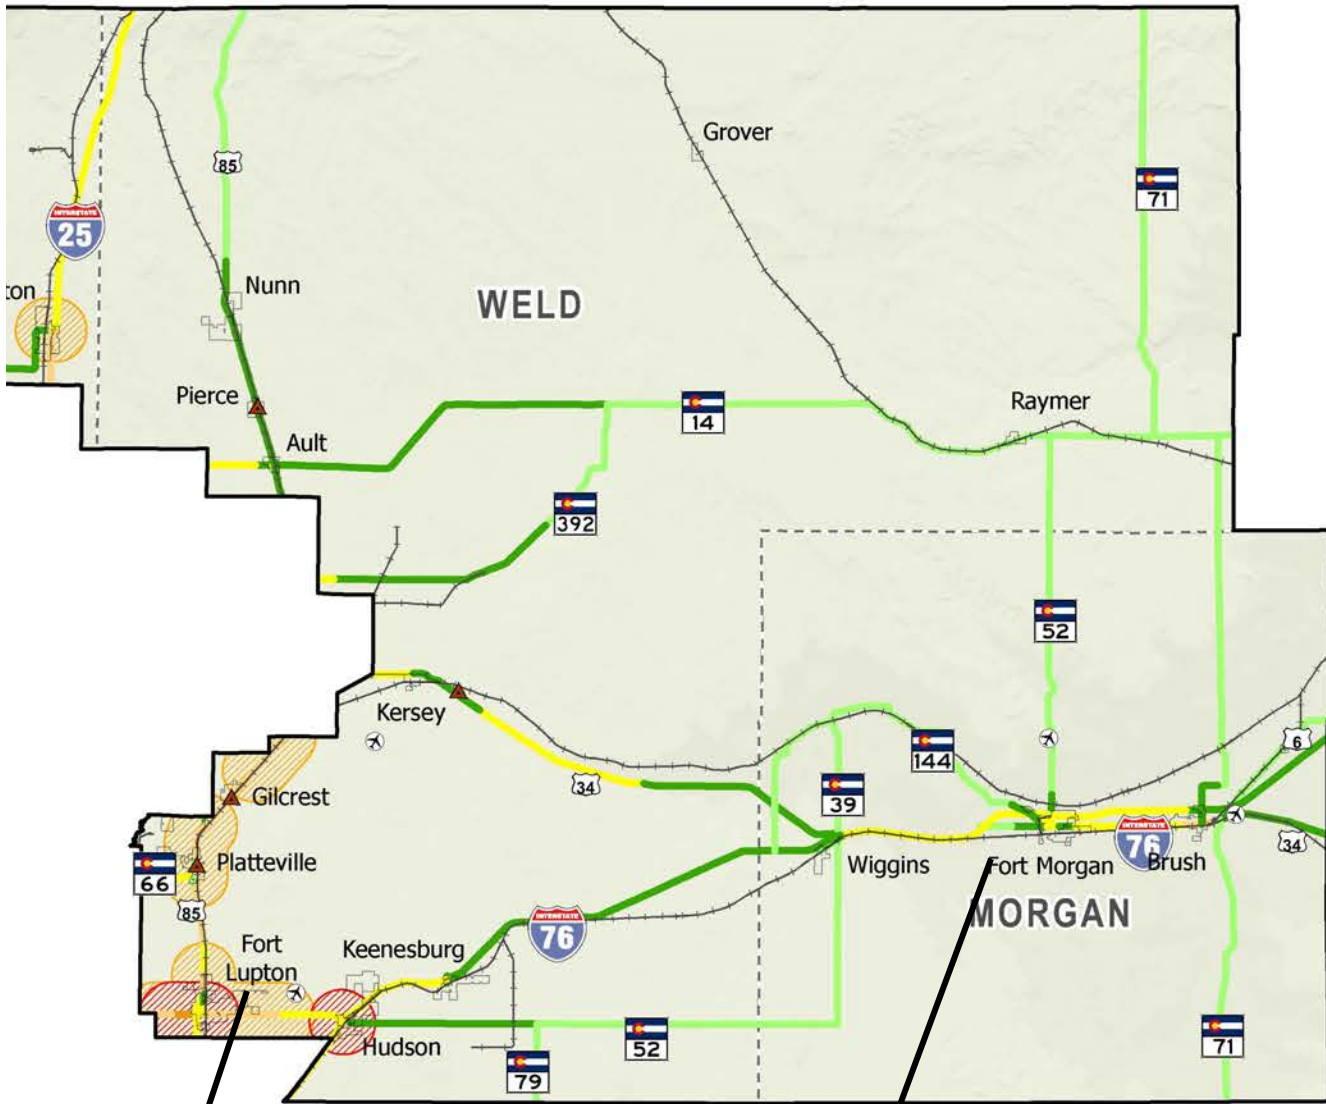 Grover
85
71
INTERSTATE
25
Nunn
ton
WELD
Pierce
14
Raymer
Ault
392
52
Kersey
6
144
34
39
Gilcrest
INTERSTATE
76
34
Platteville
66
Wiggins
Fort Morgan
Brush
85
MORGAN
INTERSTATE
76
Fort
Lupton
Keenesburg
Hudson
52
71
79